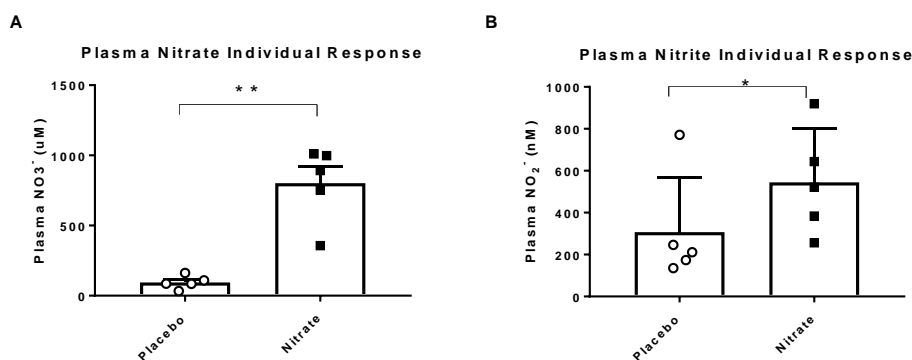 A
Plasma Nitrate Individual Response
Plasma NO3⁻ (uM)
1500
1000
500
0
**
Placebo
Nitrate
B
Plasma Nitrite Individual Response
Plasma NO₂⁻ (nM)
1000
800
600
400
200
0
*
Placebo
Nitrate